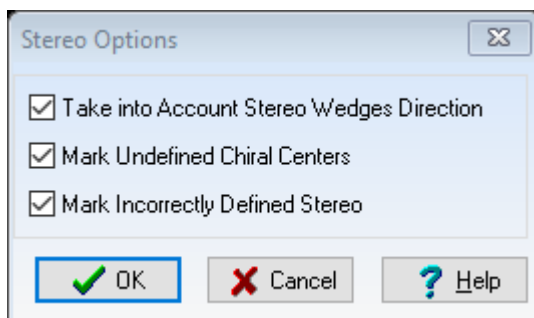 Stereo Options
Take into Account Stereo Wedges Direction
Mark Undefined Chiral Centers
Mark Incorrectly Defined Stereo
OK Cancel Help